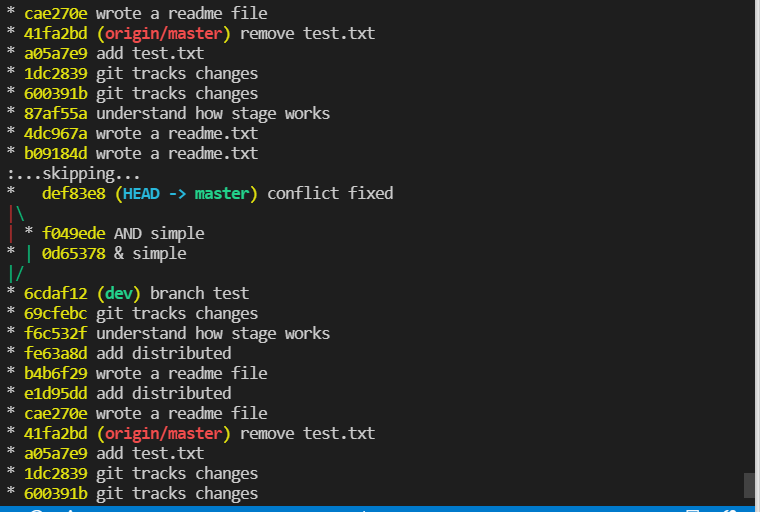 * cae270e wrote a readme file
* 41fa2bd (origin/master) remove test.txt
* a05a7e9 add test.txt
* 1dc2839 git tracks changes
* 600391b git tracks changes
* 87af55a understand how stage works
* 4dc967a wrote a readme.txt
* b09184d wrote a readme.txt
:...skipping...
*   def83e8 (HEAD -> master) conflict fixed
|\
| * f049ede AND simple
* | 0d65378 & simple
|/
* 6cdaf12 (dev) branch test
* 69cfebc git tracks changes
* f6c532f understand how stage works
* fe63a8d add distributed
* b4b6f29 wrote a readme file
* e1d95dd add distributed
* cae270e wrote a readme file
* 41fa2bd (origin/master) remove test.txt
* a05a7e9 add test.txt
* 1dc2839 git tracks changes
* 600391b git tracks changes